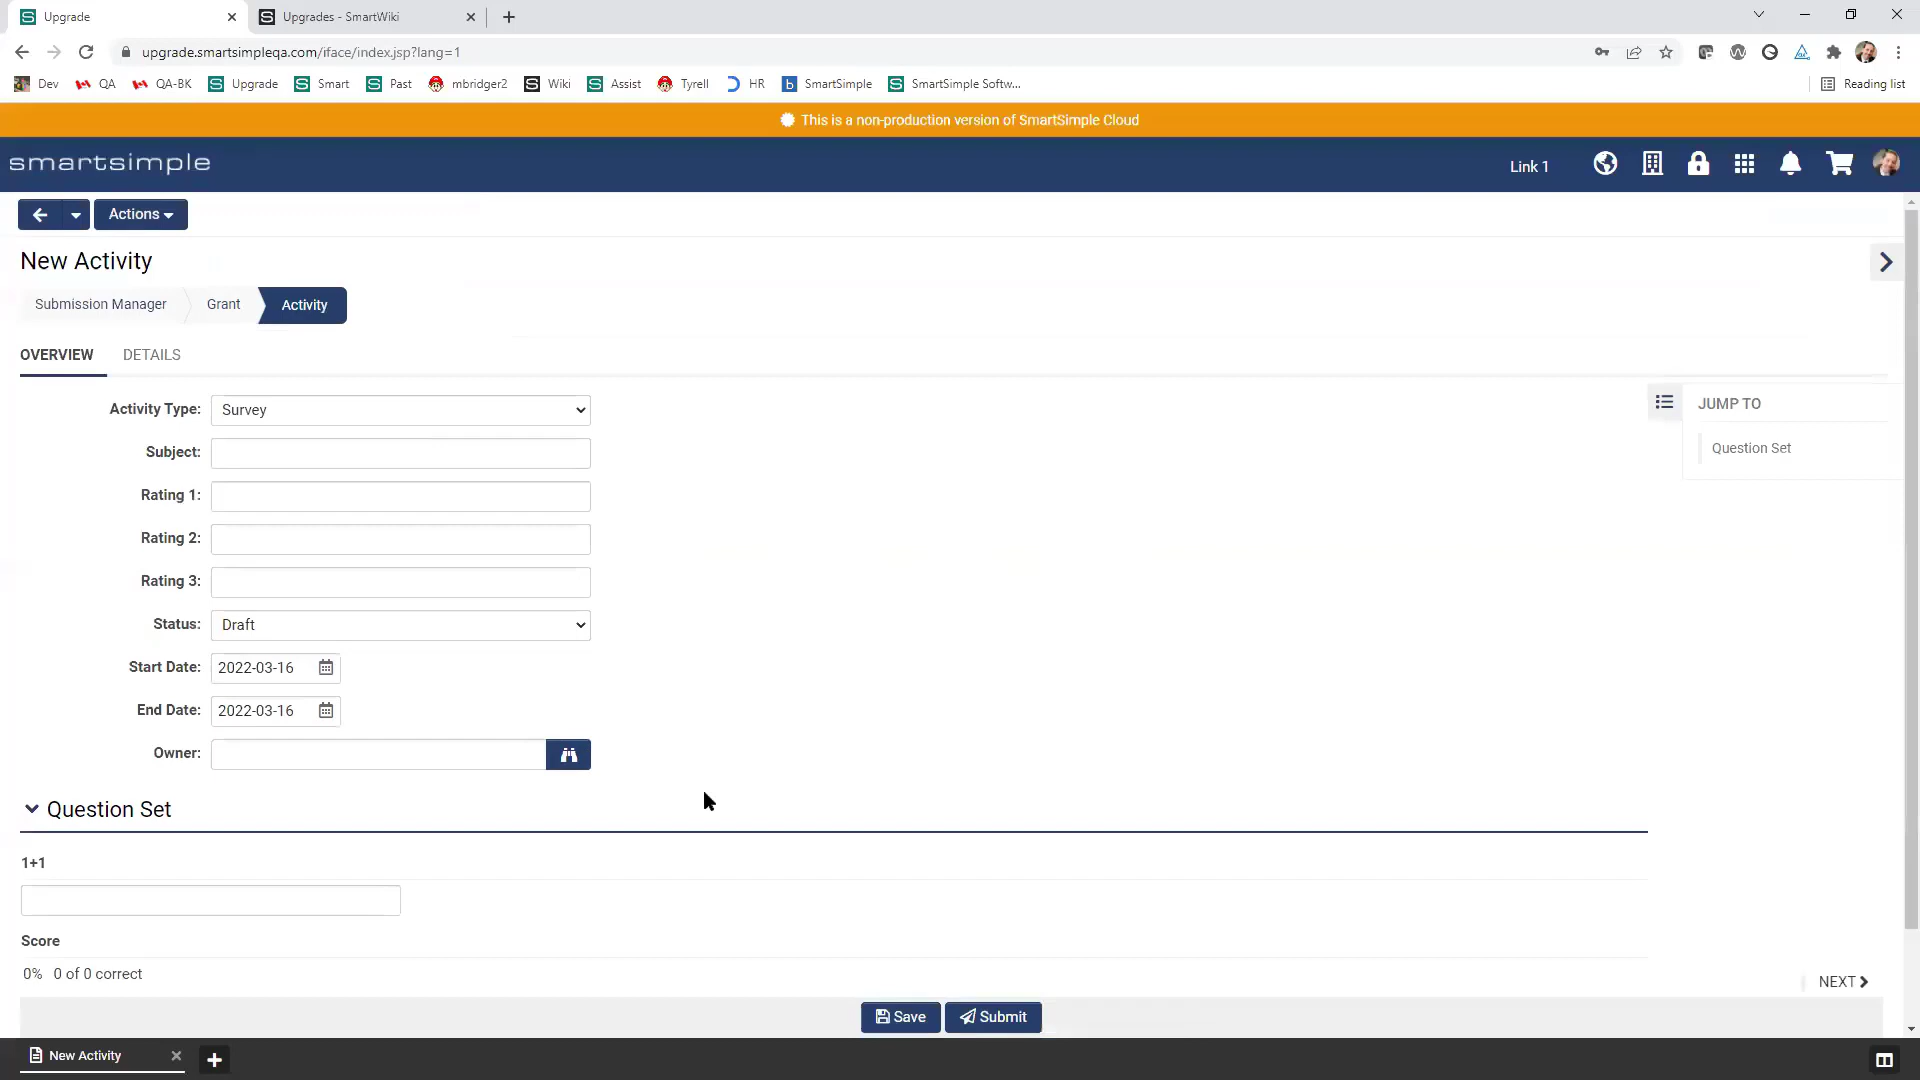 Upgrade
Upgrades - SmartWiki
upgrade.smartsimpleqa.com/iface/index.jsp?lang=1
Dev
QA
QA-BK
Upgrade
Smart
Past
mbridger2
Wiki
Assist
Tyrell
HR
SmartSimple
SmartSimple Softw...
Reading list
This is a non-production version of SmartSimple Cloud
smartsimple
Link 1
Actions
New Activity
Submission Manager
Grant
Activity
OVERVIEW
DETAILS
Activity Type: Survey
Subject:
Rating 1:
Rating 2:
Rating 3:
Status: Draft
Start Date: 2022-03-16
End Date: 2022-03-16
Owner:
JUMP TO
Question Set
Question Set
1+1
Score
0% 0 of 0 correct
NEXT
Save
Submit
New Activity